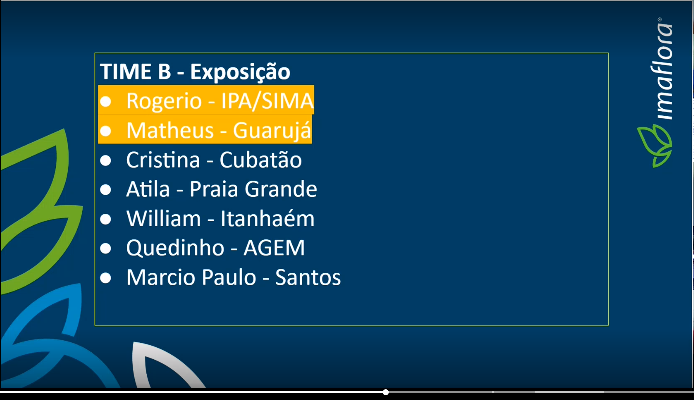 TIME B - Exposição
● Rogerio - IPA/SIMA
● Matheus - Guarujá
● Cristina - Cubatão
● Atila - Praia Grande
● William - Itanhaém
● Quedinho - AGEM
● Marcio Paulo - Santos
imaflora®